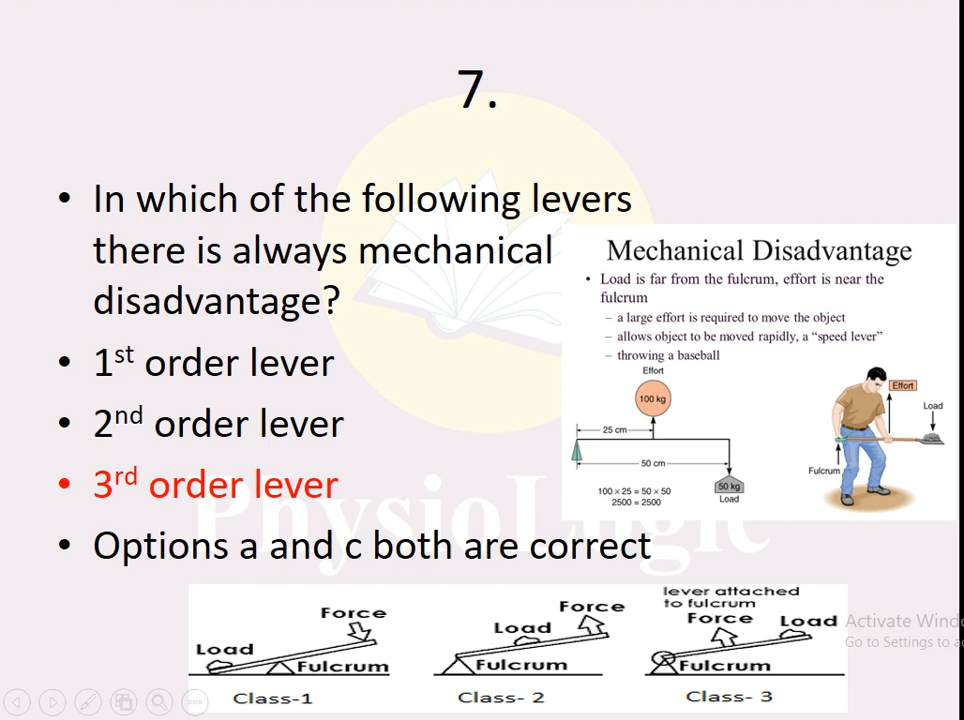 7.
• In which of the following levers
there is always mechanical
disadvantage?
• 1st order lever
• 2nd order lever
• 3rd order lever
• Options a and c both are correct
Mechanical Disadvantage
• Load is far from the fulcrum, effort is near the
fulcrum
– a large effort is required to move the object
– allows object to be moved rapidly, a “speed lever”
– throwing a baseball
Effort
100 kg
25 cm
50 cm
50 kg
Load
100 × 25 = 50 × 50
2500 = 2500
Effort
Load
Fulcrum
PhysioLogic
Force
Load
Fulcrum
Class-1
Force
Load
Fulcrum
Class- 2
lever attached
to fulcrum
Force
Load
Fulcrum
Class- 3
Activate Wind
Go to Settings to a